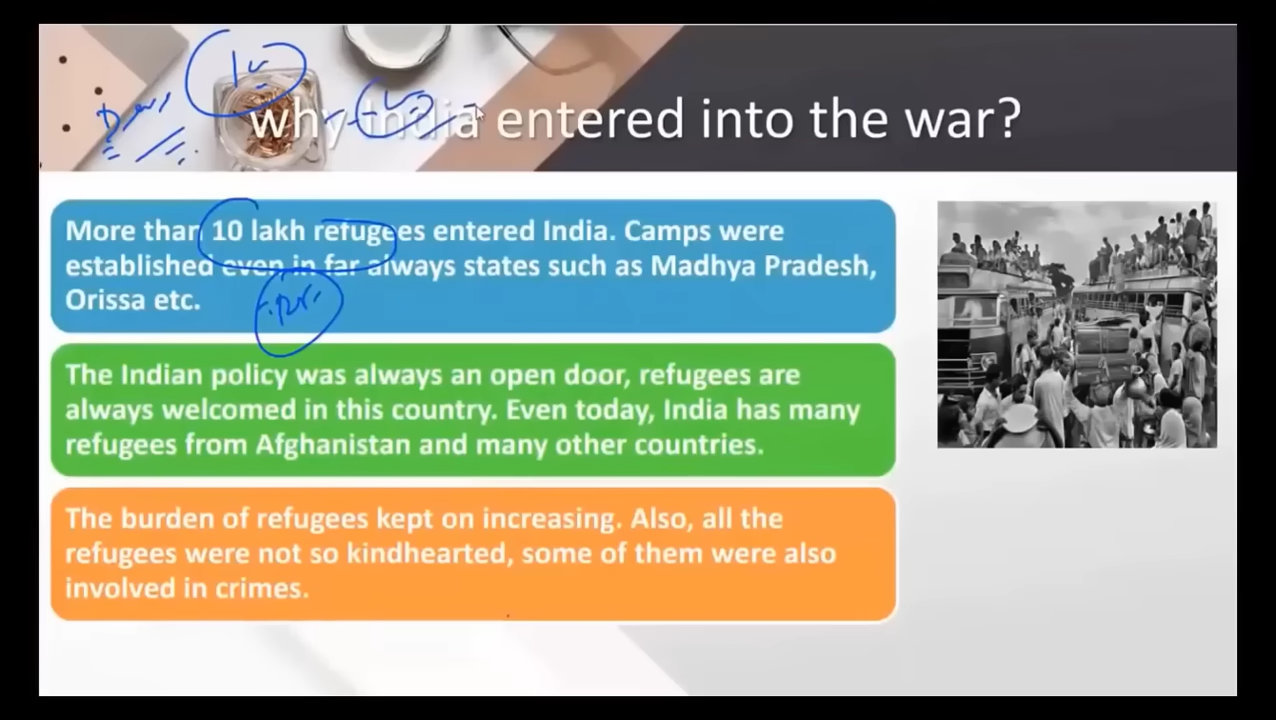 why India entered into the war?
More than 10 lakh refugees entered India. Camps were
established even in far always states such as Madhya Pradesh,
Orissa etc.
The Indian policy was always an open door, refugees are
always welcomed in this country. Even today, India has many
refugees from Afghanistan and many other countries.
The burden of refugees kept on increasing. Also, all the
refugees were not so kindhearted, some of them were also
involved in crimes.